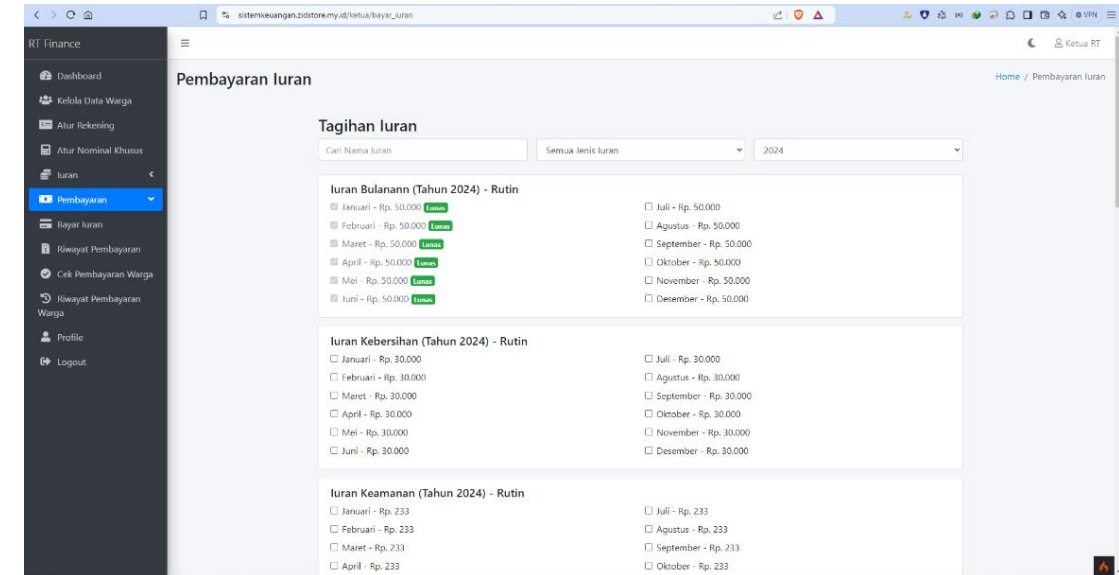 sistemkeuangan.zidstore.my.id/ketua/bayar_iuran
VPN
RT Finance
Ketua RT
Dashboard
Kelola Data Warga
Atur Rekening
Atur Nominal Khusus
Iuran
Pembayaran
Bayar Iuran
Riwayat Pembayaran
Cek Pembayaran Warga
Riwayat Pembayaran
Warga
Profile
Logout
Pembayaran Iuran
Home / Pembayaran Iuran
Tagihan Iuran
Cari Nama Iuran
Semua Jenis Iuran
2024
Iuran Bulanann (Tahun 2024) - Rutin
Januari - Rp. 50.000 Lunas
Februari - Rp. 50.000 Lunas
Maret - Rp. 50.000 Lunas
April - Rp. 50.000 Lunas
Mei - Rp. 50.000 Lunas
Juni - Rp. 50.000 Lunas
Juli - Rp. 50.000
Agustus - Rp. 50.000
September - Rp. 50.000
Oktober - Rp. 50.000
November - Rp. 50.000
Desember - Rp. 50.000
Iuran Kebersihan (Tahun 2024) - Rutin
Januari - Rp. 30.000
Februari - Rp. 30.000
Maret - Rp. 30.000
April - Rp. 30.000
Mei - Rp. 30.000
Juni - Rp. 30.000
Juli - Rp. 30.000
Agustus - Rp. 30.000
September - Rp. 30.000
Oktober - Rp. 30.000
November - Rp. 30.000
Desember - Rp. 30.000
Iuran Keamanan (Tahun 2024) - Rutin
Januari - Rp. 233
Februari - Rp. 233
Maret - Rp. 233
April - Rp. 233
Juli - Rp. 233
Agustus - Rp. 233
September - Rp. 233
Oktober - Rp. 233